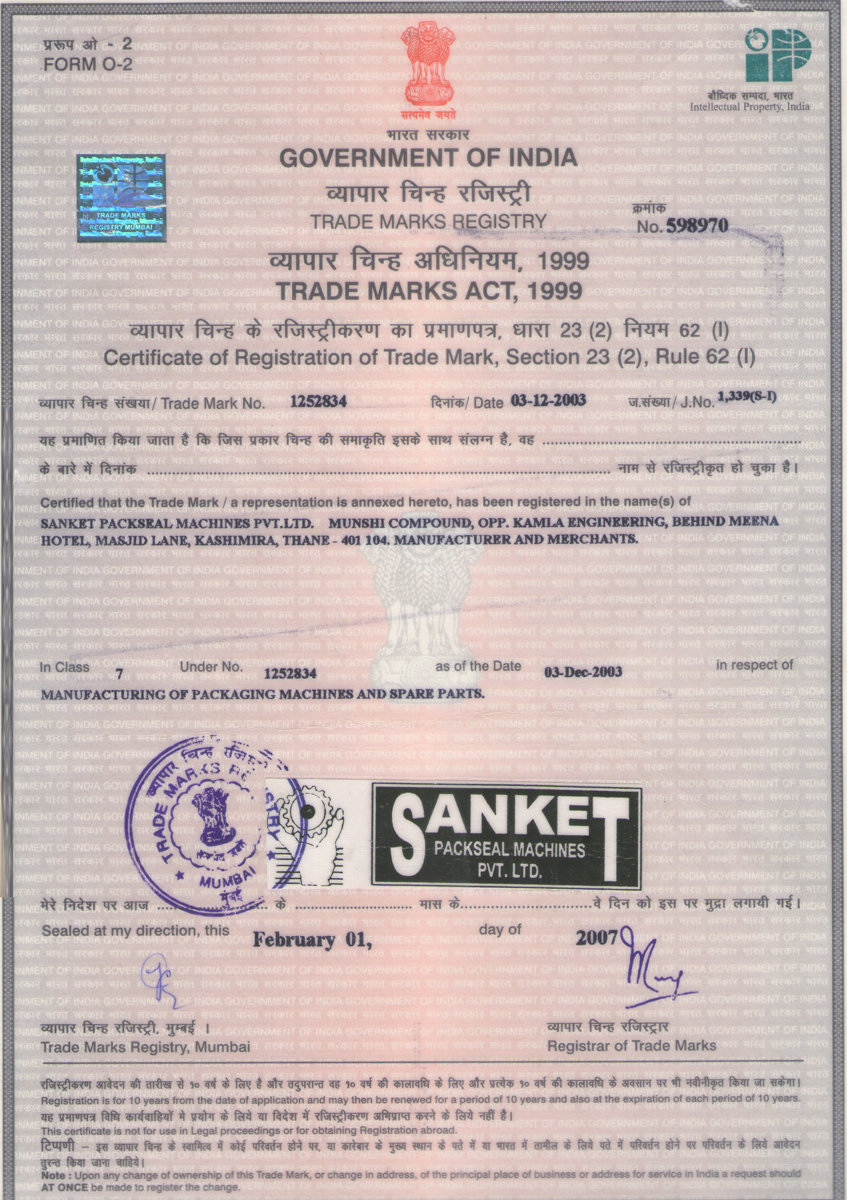 प्ररूप ओ - 2
FORM O-2
सत्यमेव जयते
बौध्दिक सम्पदा, भारत
Intellectual Property, India
भारत सरकार
GOVERNMENT OF INDIA
व्यापार चिन्ह रजिस्ट्री
TRADE MARKS REGISTRY
क्रमांक
No. 598970
Intellectual Property, India
TRADE MARKS
REGISTRY MUMBAI
व्यापार चिन्ह अधिनियम, 1999
TRADE MARKS ACT, 1999
व्यापार चिन्ह के रजिस्ट्रीकरण का प्रमाणपत्र, धारा 23 (2) नियम 62 (I)
Certificate of Registration of Trade Mark, Section 23 (2), Rule 62 (I)
व्यापार चिन्ह संखया/ Trade Mark No. 1252834 दिनांक/ Date 03-12-2003 ज.संख्या/ J.No. 1,339(S-I)
यह प्रमाणित किया जाता है कि जिस प्रकार चिन्ह की समाकृति इसके साथ संलग्न है, वह ................................................
के बारे में दिनांक ................................................ नाम से रजिस्ट्रीकृत हो चुका है।
Certified that the Trade Mark / a representation is annexed hereto, has been registered in the name(s) of
SANKET PACKSEAL MACHINES PVT.LTD. MUNSHI COMPOUND, OPP. KAMLA ENGINEERING, BEHIND MEENA
HOTEL, MASJID LANE, KASHIMIRA, THANE - 401 104. MANUFACTURER AND MERCHANTS.
In Class 7 Under No. 1252834 as of the Date 03-Dec-2003 in respect of
MANUFACTURING OF PACKAGING MACHINES AND SPARE PARTS.
व्यापार चिन्ह
TRADE MARKS REGISTRY
MUMBAI
मुंबई
SANKET
PACKSEAL MACHINES
PVT. LTD.
मेरे निदेश पर आज ........................ के ........................ मास के........................वे दिन को इस पर मुद्रा लगायी गई।
Sealed at my direction, this February 01, day of 2007
व्यापार चिन्ह रजिस्ट्री, मुम्बई । व्यापार चिन्ह रजिस्ट्रार
Trade Marks Registry, Mumbai Registrar of Trade Marks
रजिस्ट्रीकरण आवेदन की तारीख से १० वर्ष के लिए है और तदुपरान्त वह १० वर्ष की कालावधि के लिए और प्रत्येक १० वर्ष की कालावधि के अवसान पर भी नवीनीकृत किया जा सकेगा।
Registration is for 10 years from the date of application and may then be renewed for a period of 10 years and also at the expiration of each period of 10 years.
यह प्रमाणपत्र विधि कार्यवाहियों मे प्रयोग के लिये या विदेश में रजिस्ट्रीकरण अभिप्राप्त करने के लिये नहीं है।
This certificate is not for use in Legal proceedings or for obtaining Registration abroad.
टिप्पणी – इस व्यापार चिन्ह के स्वामित्व में कोई परिवर्तन होने पर, या कारबार के मुख्य स्थान के पते में या भारत में तामील के लिये पते में परिवर्तन होने पर परिवर्तन के लिये आवेदन
तुरन्त किया जाना चाहिये।
Note : Upon any change of ownership of this Trade Mark, or change in address, of the principal place of business or address for service in India a request should
AT ONCE be made to register the change.